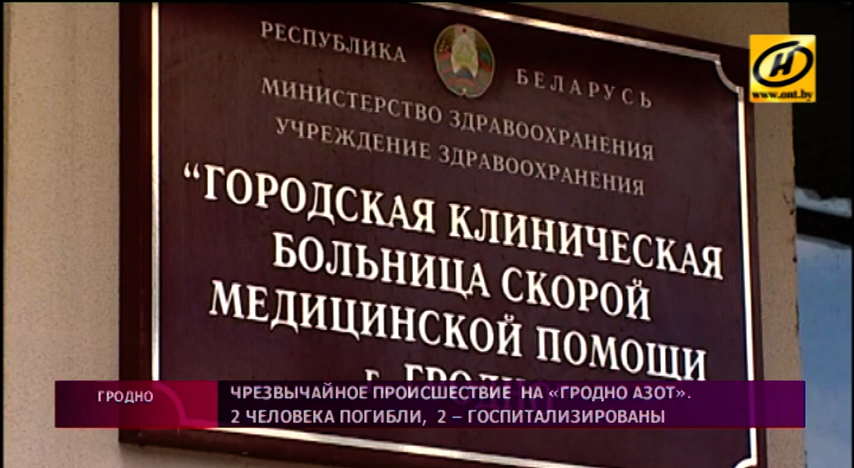 РЕСПУБЛИКА БЕЛАРУСЬ
МИНИСТЕРСТВО ЗДРАВООХРАНЕНИЯ
УЧРЕЖДЕНИЕ ЗДРАВООХРАНЕНИЯ
“ГОРОДСКАЯ КЛИНИЧЕСКАЯ
БОЛЬНИЦА СКОРОЙ
МЕДИЦИНСКОЙ ПОМОЩИ
www.ont.by
ГРОДНО
ЧРЕЗВЫЧАЙНОЕ ПРОИСШЕСТВИЕ НА «ГРОДНО АЗОТ».
2 ЧЕЛОВЕКА ПОГИБЛИ, 2 – ГОСПИТАЛИЗИРОВАНЫ